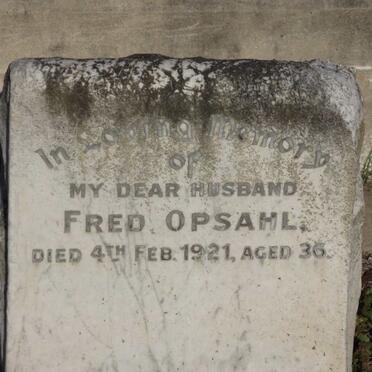 In Loving Memory
of
MY DEAR HUSBAND
FRED OPSAHL,
DIED 4TH FEB. 1921, AGED 36.